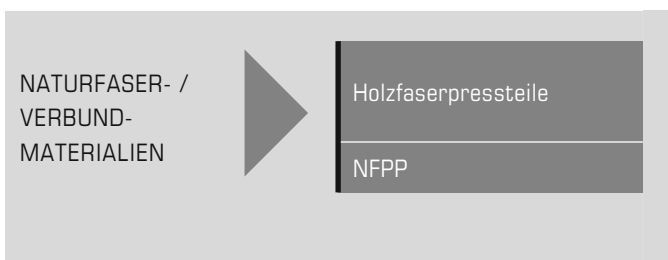 NATURFASER- /
VERBUND-
MATERIALIEN
Holzfaserpressteile
NFPP